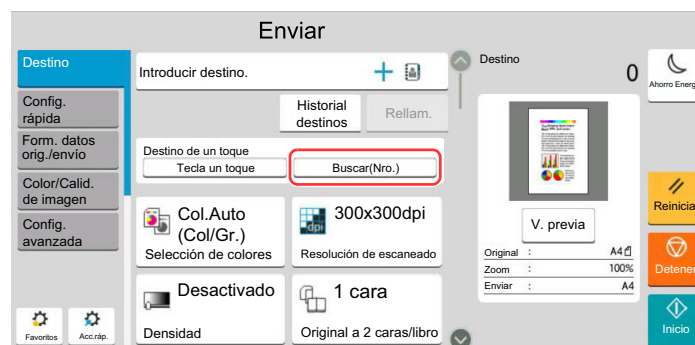 Enviar
Destino
Config.
rápida
Form. datos
orig./envío
Color/Calid.
de imagen
Config.
avanzada
Favoritos
Acc.ráp.
Introducir destino.
Historial
destinos
Rellam.
Destino de un toque
Tecla un toque
Buscar(Nro.)
Col.Auto
(Col/Gr.)
Selección de colores
300x300dpi
dpi
Resolución de escaneado
Desactivado
Densidad
1 cara
Original a 2 caras/libro
Destino
0
V. previa
Original : A4
Zoom : 100%
Enviar : A4
Ahorro Energ
Reinicia
Detener
Inicio